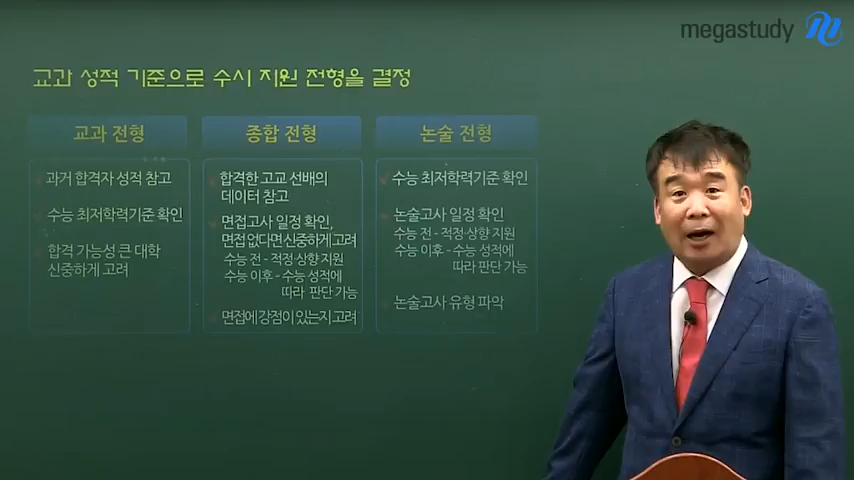 megastudy
교과 성적 기준으로 수시 지원 전형을 결정
교과 전형
과거 합격자 성적 참고
수능 최저학력기준 확인
합격 가능성 큰 대학
신중하게 고려
종합 전형
합격한 고교 선배의
데이터 참고
면접고사 일정 확인,
면접 없다면 신중하게 고려
수능 전 - 적정·상향 지원
수능 이후 - 수능 성적에
따라 판단 가능
면접에 강점이 있는지 고려
논술 전형
수능 최저학력기준 확인
논술고사 일정 확인
수능 전 - 적정·상향 지원
수능 이후 - 수능 성적에
따라 판단 가능
논술고사 유형 파악